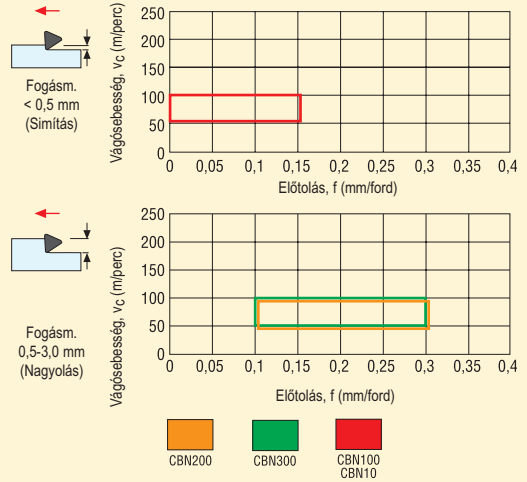 Fogásm.
< 0,5 mm
(Simítás)
Vágósebesség, vc (m/perc)
250
200
150
100
50
0 0,05 0,1 0,15 0,2 0,25 0,3 0,35 0,4
Előtolás, f (mm/ford)
Fogásm.
0,5-3,0 mm
(Nagyolás)
Vágósebesség, vc (m/perc)
250
200
150
100
50
0
0 0,05 0,1 0,15 0,2 0,25 0,3 0,35 0,4
Előtolás, f (mm/ford)
CBN200 CBN300 CBN100
CBN10